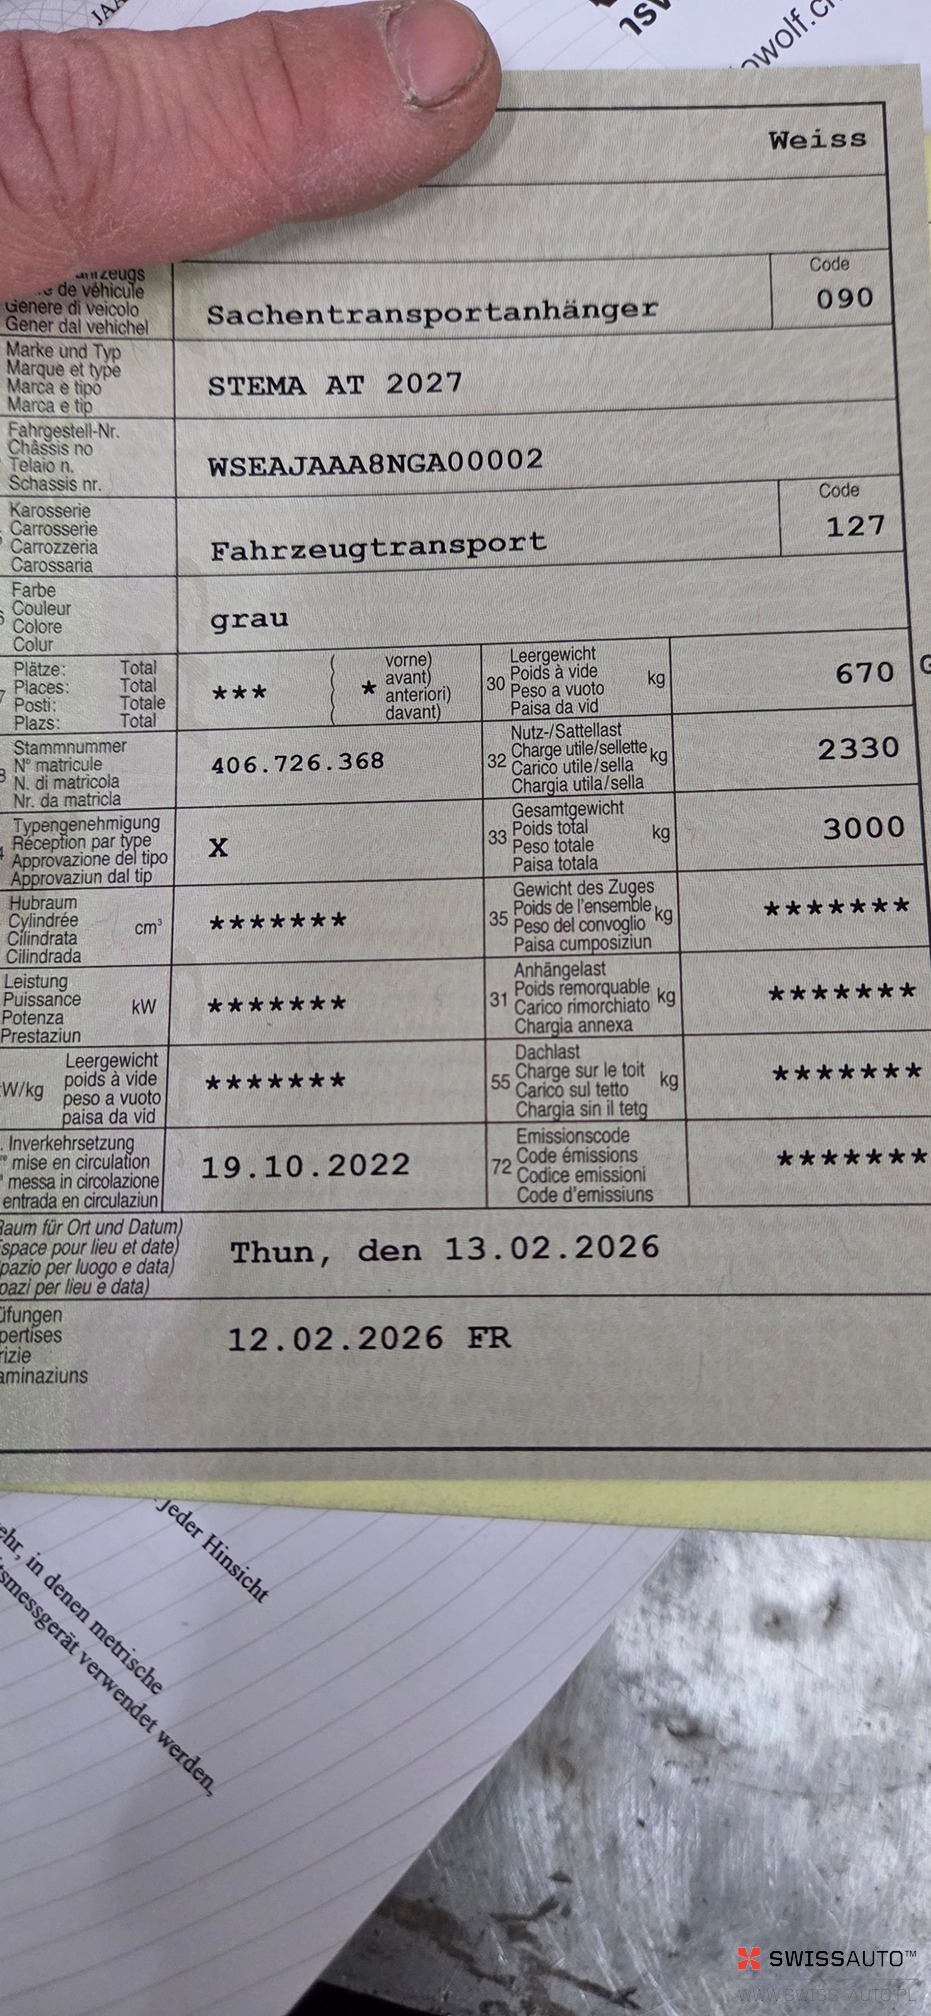 JAA
owolf.c
Weiss
Code
090
de véhicule
Genere di veicolo
Gener dal vehichel
Sachentransportanhänger
Marke und Typ
Marque et type
Marca e tipo
Marca e tip
STEMA AT 2027
Fahrgestell-Nr.
Châssis no
Telaio n.
Schassis nr.
WSEAJAAA8NGA00002
Karosserie
Carrosserie
Carrozzeria
Carossaria
Fahrzeugtransport
Code
127
Farbe
Couleur
Colore
Colur
grau
Plätze: Total
Places: Total
Posti: Totale
Plazs: Total
*** ( * vorne)
avant)
anteriori)
davant)
30 Leergewicht
Poids à vide kg
Peso a vuoto
Paisa da vid
670
Stammnummer
N° matricule
N. di matricola
Nr. da matricla
406.726.368
32 Nutz-/Sattellast
Charge utile/sellette kg
Carico utile/sella
Chargia utila/sella
2330
Typengenehmigung
Réception par type
Approvazione del tipo
Approvaziun dal tip
X
33 Gesamtgewicht
Poids total kg
Peso totale
Paisa totala
3000
Hubraum
Cylindrée cm³
Cilindrata
Cilindrada
*******
35 Gewicht des Zuges
Poids de l'ensemble kg
Peso del convoglio
Paisa cumposiziun
*******
Leistung
Puissance kW
Potenza
Prestaziun
*******
31 Anhängelast
Poids remorquable kg
Carico rimorchiato
Chargia annexa
*******
W/kg Leergewicht
poids à vide
peso a vuoto
paisa da vid
*******
55 Dachlast
Charge sur le toit kg
Carico sul tetto
Chargia sin il tetg
*******
. Inverkehrsetzung
mise en circulation
messa in circolazione
entrada en circulaziun
19.10.2022
72 Emissionscode
Code émissions
Codice emissioni
Code d'emissiuns
*******
Raum für Ort und Datum)
space pour lieu et date)
pazio per luogo e data)
pazi per lieu e data)
Thun, den 13.02.2026
üfungen
pertises
rizie
aminaziuns
12.02.2026 FR
jeder Hinsicht
ehr, in denen metrische
tsmessgerät verwendet werden,
SWISSAUTO™
WWW.SWISS-AUTO.PL